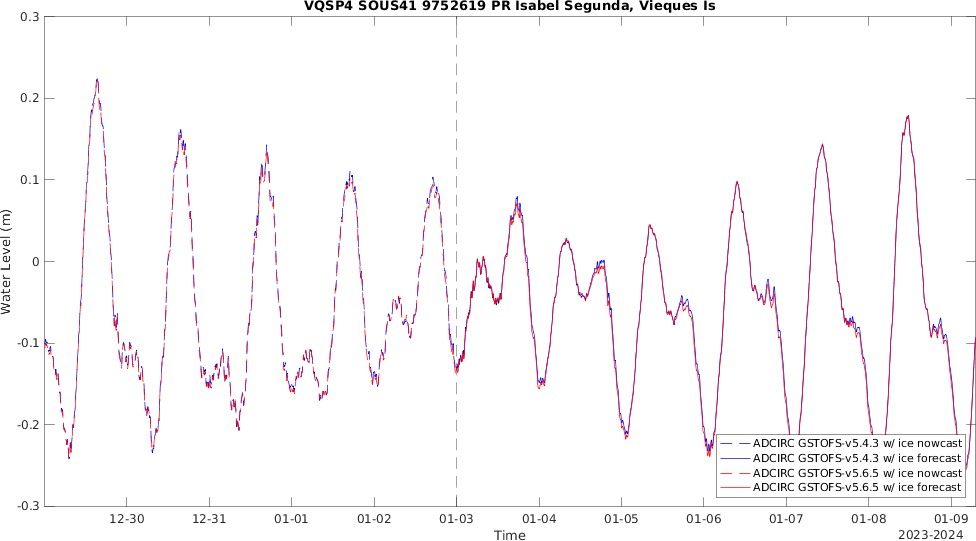 VQSP4 SOUS41 9752619 PR Isabel Segunda, Vieques Is
0.3
0.2
0.1
0
-0.1
-0.2
-0.3
Water Level (m)
ADCIRC GSTOFS-v5.4.3 w/ ice nowcast
ADCIRC GSTOFS-v5.4.3 w/ ice forecast
ADCIRC GSTOFS-v5.6.5 w/ ice nowcast
ADCIRC GSTOFS-v5.6.5 w/ ice forecast
12-30 12-31 01-01 01-02 01-03 01-04 01-05 01-06 01-07 01-08 01-09
Time
2023-2024